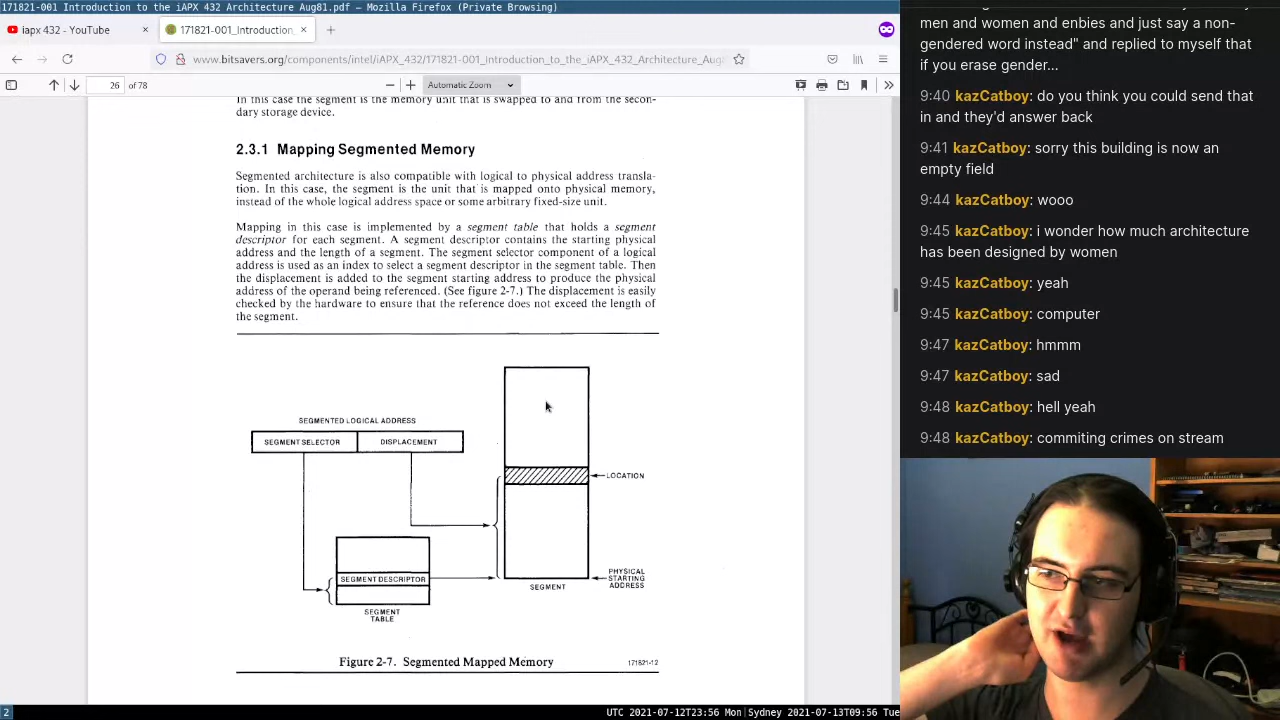 171821-001 Introduction to the iAPX 432 Architecture Aug81.pdf — Mozilla Firefox (Private Browsing)
iapx 432 - YouTube
171821-001_Introduction_
www.bitsavers.org/components/intel/iAPX_432/171821-001_Introduction_to_the_iAPX_432_Architecture_Aug
26 of 78
Automatic Zoom
In this case the segment is the memory unit that is swapped to and from the secon-
dary storage device.
2.3.1 Mapping Segmented Memory
Segmented architecture is also compatible with logical to physical address transla-
tion. In this case, the segment is the unit that is mapped onto physical memory,
instead of the whole logical address space or some arbitrary fixed-size unit.
Mapping in this case is implemented by a segment table that holds a segment
descriptor for each segment. A segment descriptor contains the starting physical
address and the length of a segment. The segment selector component of a logical
address is used as an index to select a segment descriptor in the segment table. Then
the displacement is added to the segment starting address to produce the physical
address of the operand being referenced. (See figure 2-7.) The displacement is easily
checked by the hardware to ensure that the reference does not exceed the length of
the segment.
SEGMENTED LOGICAL ADDRESS
SEGMENT SELECTOR
DISPLACEMENT
LOCATION
SEGMENT DESCRIPTOR
SEGMENT
TABLE
SEGMENT
PHYSICAL
STARTING
ADDRESS
Figure 2-7. Segmented Mapped Memory
171821-12
2
UTC 2021-07-12T23:56 Mon|Sydney 2021-07-13T09:56 Tue
men and women and enbies and just say a non-
gendered word instead" and replied to myself that
if you erase gender...
9:40 kazCatboy: do you think you could send that
in and they'd answer back
9:41 kazCatboy: sorry this building is now an
empty field
9:44 kazCatboy: wooo
9:45 kazCatboy: i wonder how much architecture
has been designed by women
9:45 kazCatboy: yeah
9:45 kazCatboy: computer
9:47 kazCatboy: hmmm
9:47 kazCatboy: sad
9:48 kazCatboy: hell yeah
9:48 kazCatboy: commiting crimes on stream